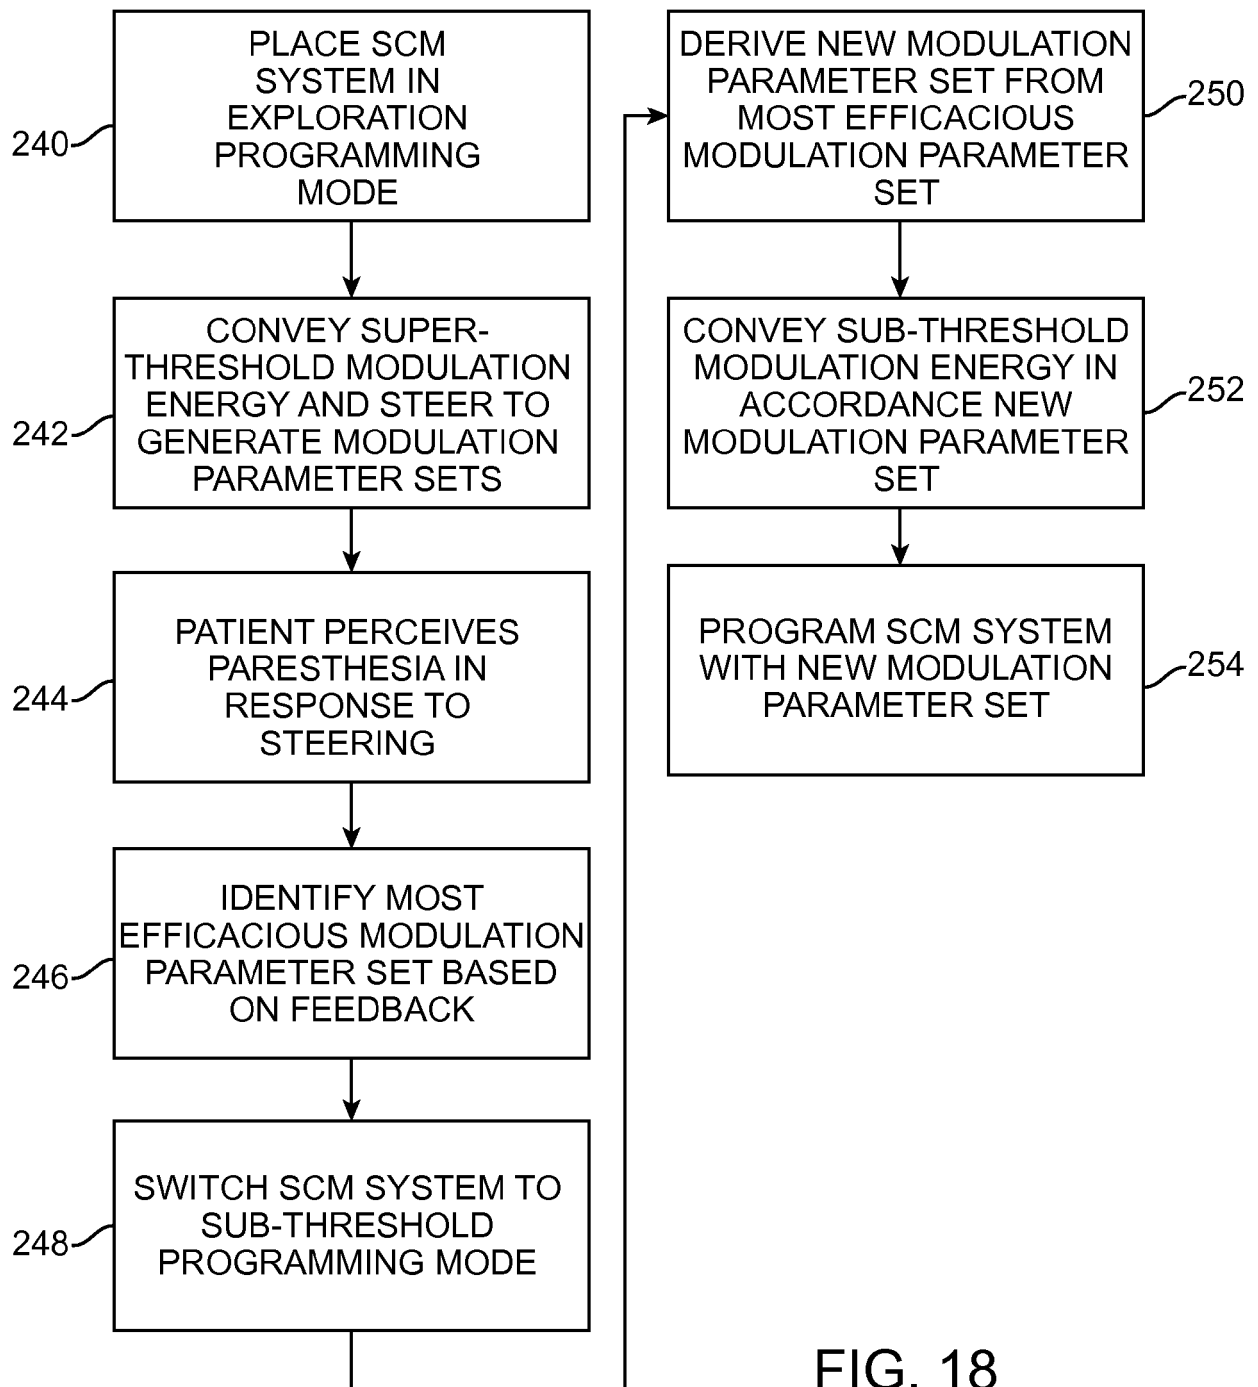 PLACE SCM
SYSTEM IN
EXPLORATION
PROGRAMMING
MODE
240
CONVEY SUPER-
THRESHOLD MODULATION
ENERGY AND STEER TO
GENERATE MODULATION
PARAMETER SETS
242
PATIENT PERCEIVES
PARESTHESIA IN
RESPONSE TO
STEERING
244
IDENTIFY MOST
EFFICACIOUS MODULATION
PARAMETER SET BASED
ON FEEDBACK
246
SWITCH SCM SYSTEM TO
SUB-THRESHOLD
PROGRAMMING MODE
248
DERIVE NEW MODULATION
PARAMETER SET FROM
MOST EFFICACIOUS
MODULATION PARAMETER
SET
250
CONVEY SUB-THRESHOLD
MODULATION ENERGY IN
ACCORDANCE NEW
MODULATION PARAMETER
SET
252
PROGRAM SCM SYSTEM
WITH NEW MODULATION
PARAMETER SET
254
FIG. 18